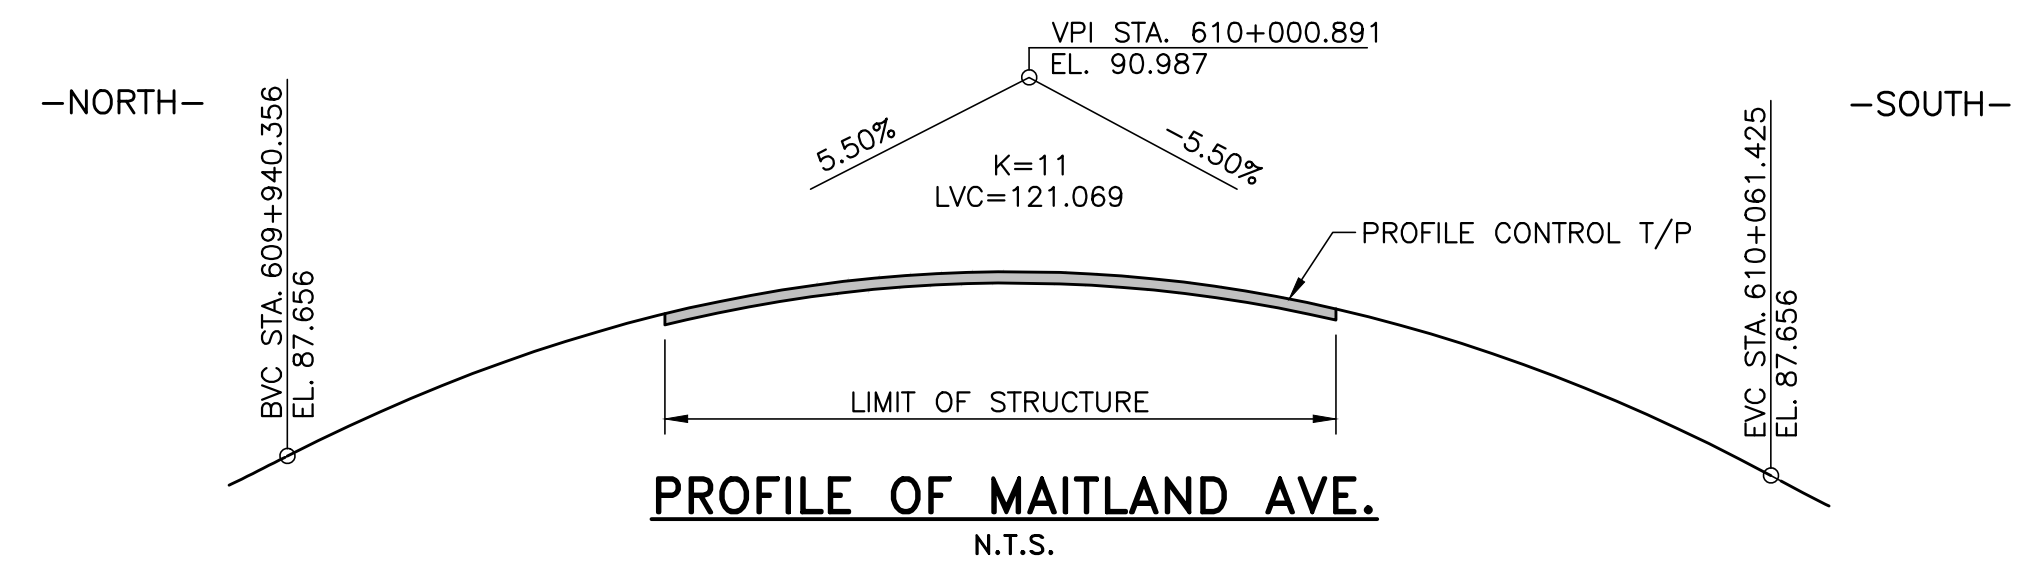 VPI STA. 610+000.891
EL. 90.987
-NORTH-
-SOUTH-
BVC STA. 609+940.356
EL. 87.656
5.50%
-5.50%
K=11
LVC=121.069
PROFILE CONTROL T/P
EVC STA. 610+061.425
EL. 87.656
LIMIT OF STRUCTURE
PROFILE OF MAITLAND AVE.
N.T.S.